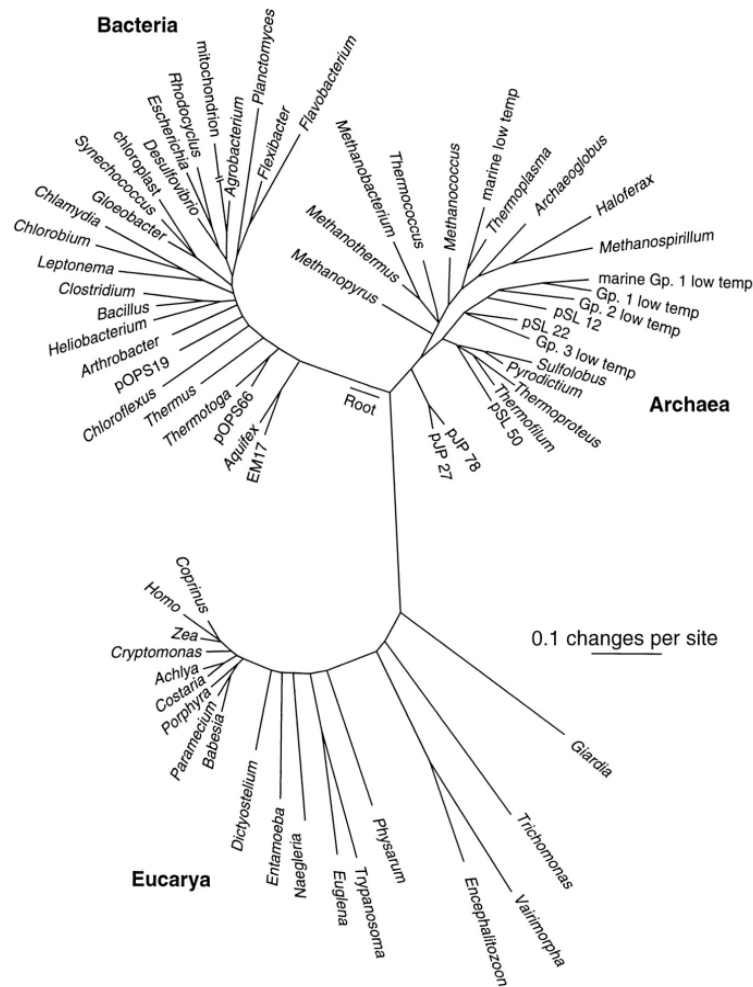 Bacteria
Planctomyces
mitochondrion
Rhodocyclus
Escherichia
Desulfovibrio
Agrobacterium
Flexibacter
Flavobacterium
chloroplast
Synechococcus
Gloeobacter
Chlamydia
Chlorobium
Leptonema
Clostridium
Bacillus
Heliobacterium
Arthrobacter
pOPS19
Chloroflexus
Thermus
Thermotoga
pOPS66
Aquifex
EM17
Root
Methanopyrus
Methanothermus
Methanobacterium
Thermococcus
Methanococcus
marine low temp
Thermoplasma
Archaeoglobus
Haloferax
Methanospirillum
marine Gp. 1 low temp
Gp. 1 low temp
Gp. 2 low temp
pSL 12
pSL 22
Gp. 3 low temp
Sulfolobus
Pyrodictium
Thermoproteus
Thermofilum
pSL 50
pJP 78
pJP 27
Archaea
Coprinus
Homo
Zea
Cryptomonas
Achlya
Costaria
Porphyra
Paramecium
Babesia
Dictyostelium
Entamoeba
Naegleria
Euglena
Trypanosoma
Physarum
Encephalitozoon
Vairimorpha
Trichomonas
Giardia
0.1 changes per site
Eucarya